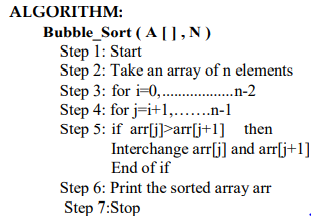 ALGORITHM:
Bubble_Sort ( A [ ] , N )
Step 1: Start
Step 2: Take an array of n elements
Step 3: for i=0,...................n-2
Step 4: for j=i+1,…….n-1
Step 5: if arr[j]>arr[j+1] then
Interchange arr[j] and arr[j+1]
End of if
Step 6: Print the sorted array arr
Step 7:Stop